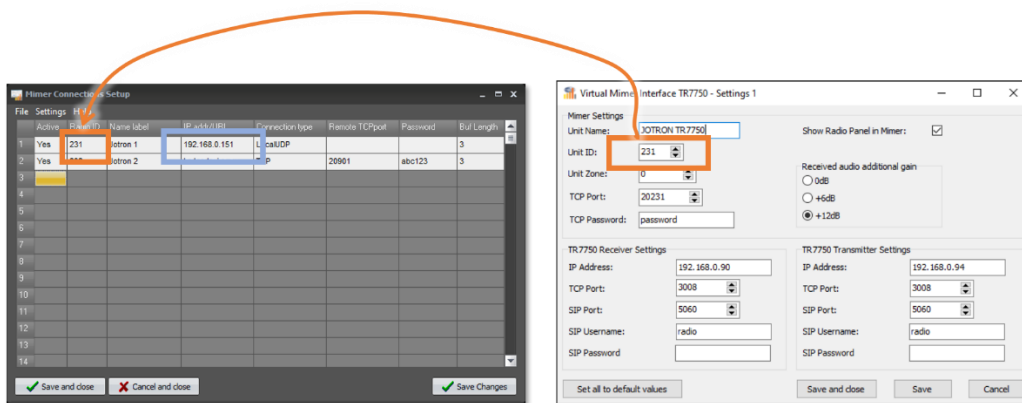 Mimer Connections Setup
File Settings Help
Active Radio ID Name label IP addr/URL Connection type Remote TCPport Password Buf Length
1 Yes 231 Jotron 1 192.168.0.151 LocalUDP 3
2 Yes Jotron 2 20901 abc123 3
3
4
5
6
7
8
9
10
11
12
13
14
Save and close Cancel and close Save Changes
Virtual Mimer Interface TR7750 - Settings 1
Mimer Settings
Unit Name: JOTRON TR7750 Show Radio Panel in Mimer:
Unit ID: 231
Received audio additional gain
Unit Zone: 0
0dB
TCP Port: 20231
+6dB
TCP Password: password
+12dB
TR7750 Receiver Settings
IP Address: 192.168.0.90
TCP Port: 3008
SIP Port: 5060
SIP Username: radio
SIP Password
TR7750 Transmitter Settings
IP Address: 192.168.0.94
TCP Port: 3008
SIP Port: 5060
SIP Username: radio
SIP Password
Set all to default values Save and close Save Cancel